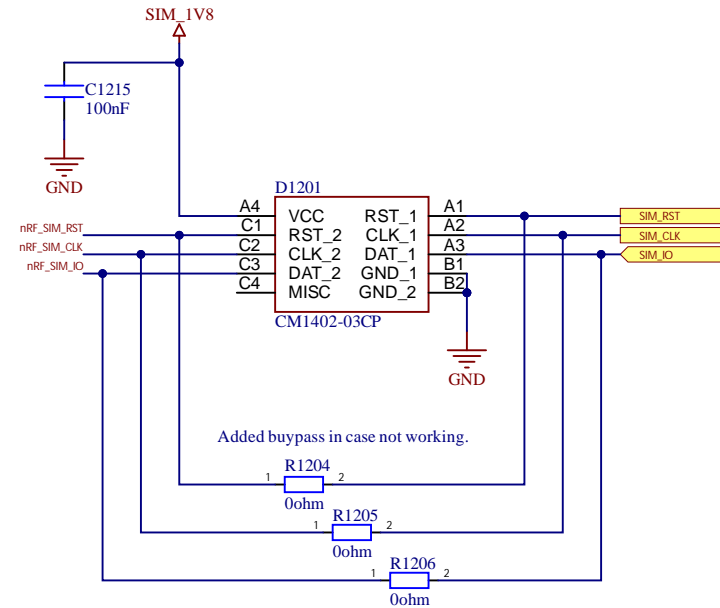 SIM_1V8
C1215
100nF
GND
D1201
nRF_SIM_RST
nRF_SIM_CLK
nRF_SIM_IO
A4 VCC RST_1 A1 SIM_RST
C1 RST_2 CLK_1 A2 SIM_CLK
C2 CLK_2 DAT_1 A3 SIM_IO
C3 DAT_2 GND_1 B1
C4 MISC GND_2 B2
CM1402-03CP
GND
Added buypass in case not working.
R1204
1 2
0ohm
R1205
1 2
0ohm
R1206
1 2
0ohm